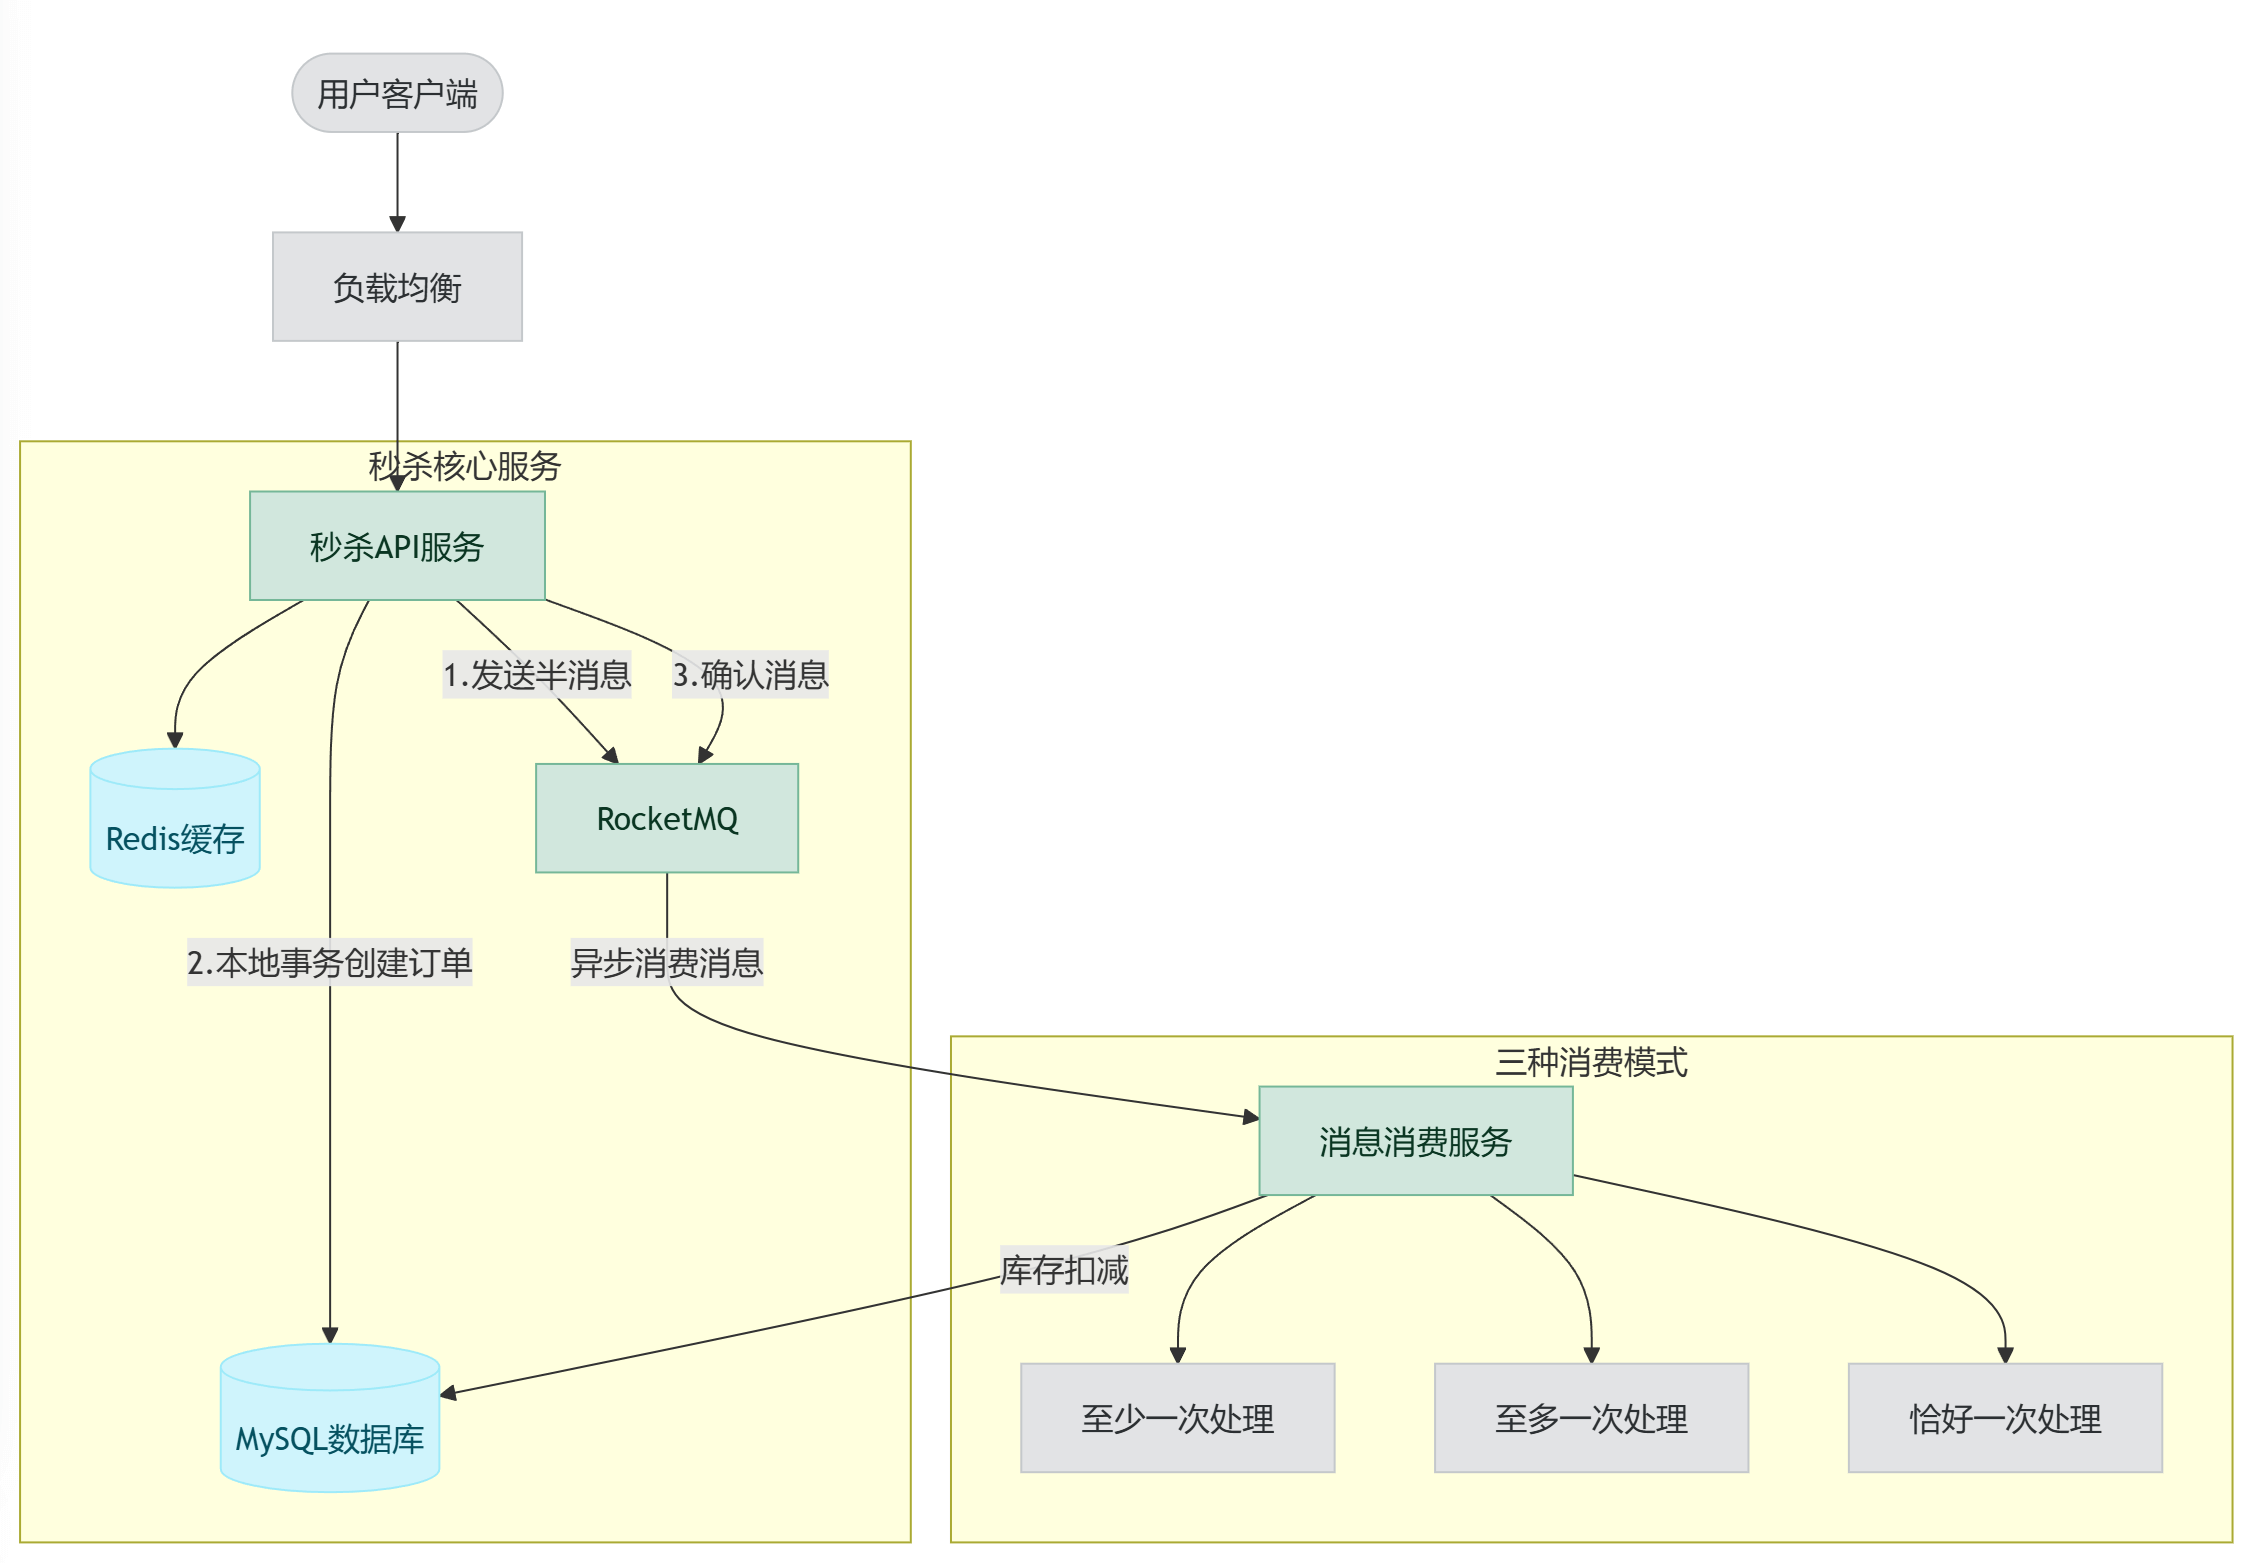 用户客户端
负载均衡
秒杀核心服务
秒杀API服务
1.发送半消息
3.确认消息
Redis缓存
RocketMQ
2.本地事务创建订单
异步消费消息
三种消费模式
消息消费服务
库存扣减
MySQL数据库
至少一次处理
至多一次处理
恰好一次处理